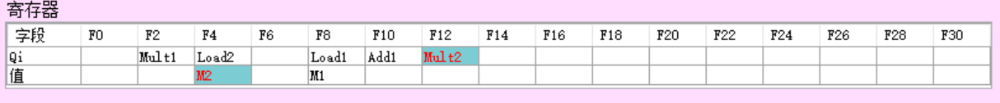 寄存器
字段 F0 F2 F4 F6 F8 F10 F12 F14 F16 F18 F20 F22 F24 F26 F28 F30
Qi Mult1 Load2 Load1 Add1 Mult2
值 M2 M1